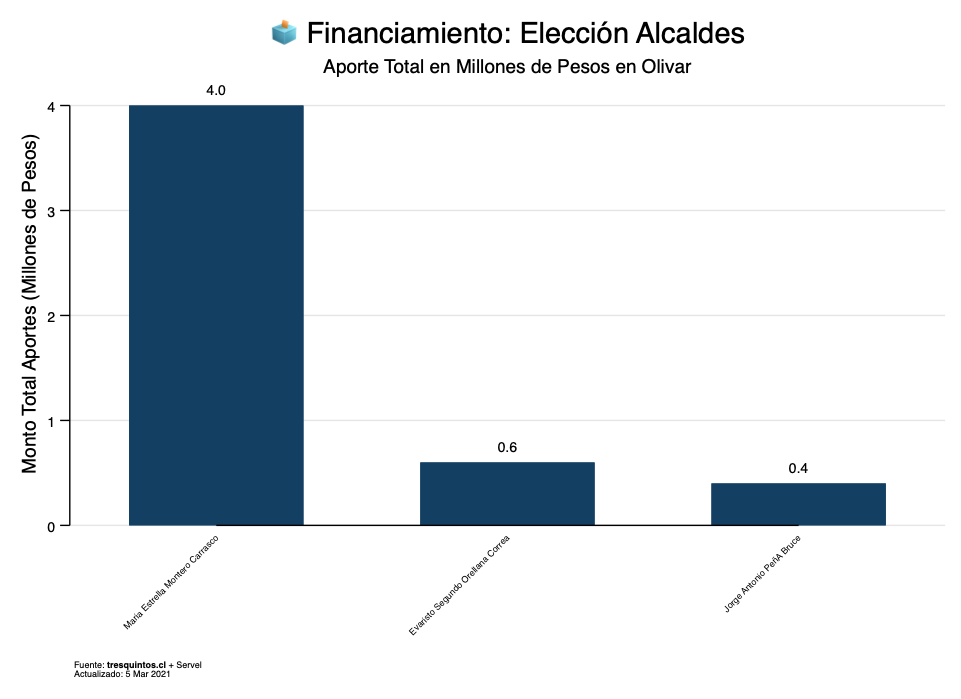 Financiamiento: Elección Alcaldes
Aporte Total en Millones de Pesos en Olivar
Monto Total Aportes (Millones de Pesos)
4
3
2
1
0
4.0
0.6
0.4
Maria Estrella Montero Carrasco
Evaristo Segundo Orellana Correa
Jorge Antonio PeñA Bruce
Fuente: tresquintos.cl + Servel
Actualizado: 5 Mar 2021